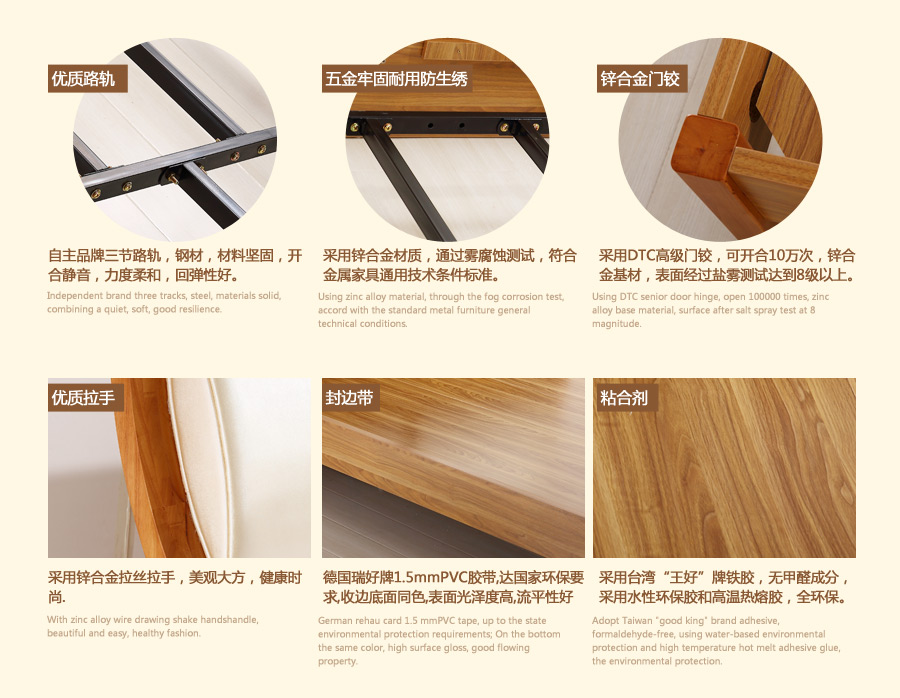 优质路轨
五金牢固耐用防生绣
锌合金门铰
自主品牌三节路轨，钢材，材料坚固，开
合静音，力度柔和，回弹性好。
Independent brand three tracks, steel, materials solid,
combining a quiet, soft, good resilience.
采用锌合金材质，通过雾腐蚀测试，符合
金属家具通用技术条件标准。
Using zinc alloy material, through the fog corrosion test,
accord with the standard metal furniture general
technical conditions.
采用DTC高级门铰，可开合10万次，锌合
金基材，表面经过盐雾测试达到8级以上。
Using DTC senior door hinge, open 100000 times, zinc
alloy base material, surface after salt spray test at 8
magnitude.
优质拉手
封边带
粘合剂
采用锌合金拉丝拉手，美观大方，健康时
尚.
With zinc alloy wire drawing shake handshandle,
beautiful and easy, healthy fashion.
德国瑞好牌1.5mmPVC胶带,达国家环保要
求,收边底面同色,表面光泽度高,流平性好
German rehau card 1.5 mmPVC tape, up to the state
environmental protection requirements; On the bottom
the same color, high surface gloss, good flowing
property.
采用台湾“王好”牌铁胶，无甲醛成分，
采用水性环保胶和高温热熔胶，全环保。
Adopt Taiwan "good king" brand adhesive,
formaldehyde-free, using water-based environmental
protection and high temperature hot melt adhesive glue,
the environmental protection.